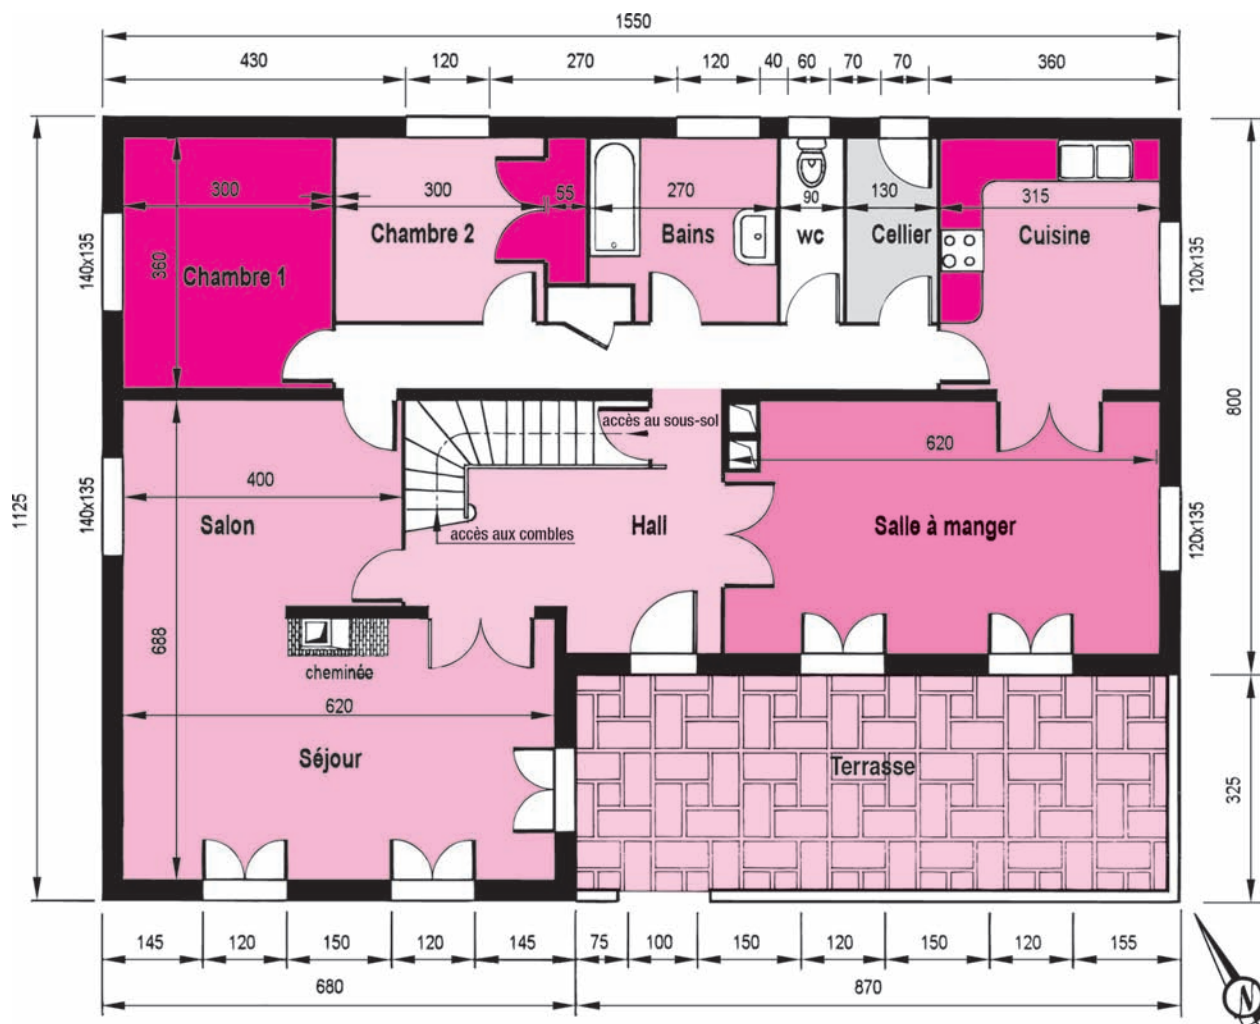 1550
430 120 270 120 40 60 70 70 360
300 300 55 270 90 130 315
Chambre 2 Bains wc Cellier Cuisine
140x135 360 Chambre 1 120x135
accès au sous-sol
800
620
400
1125 140x135 Salon Hall Salle à manger 120x135
accès aux combles
688
cheminée
620
Séjour Terrasse
325
145 120 150 120 145 75 100 150 120 150 120 155
680 870
N